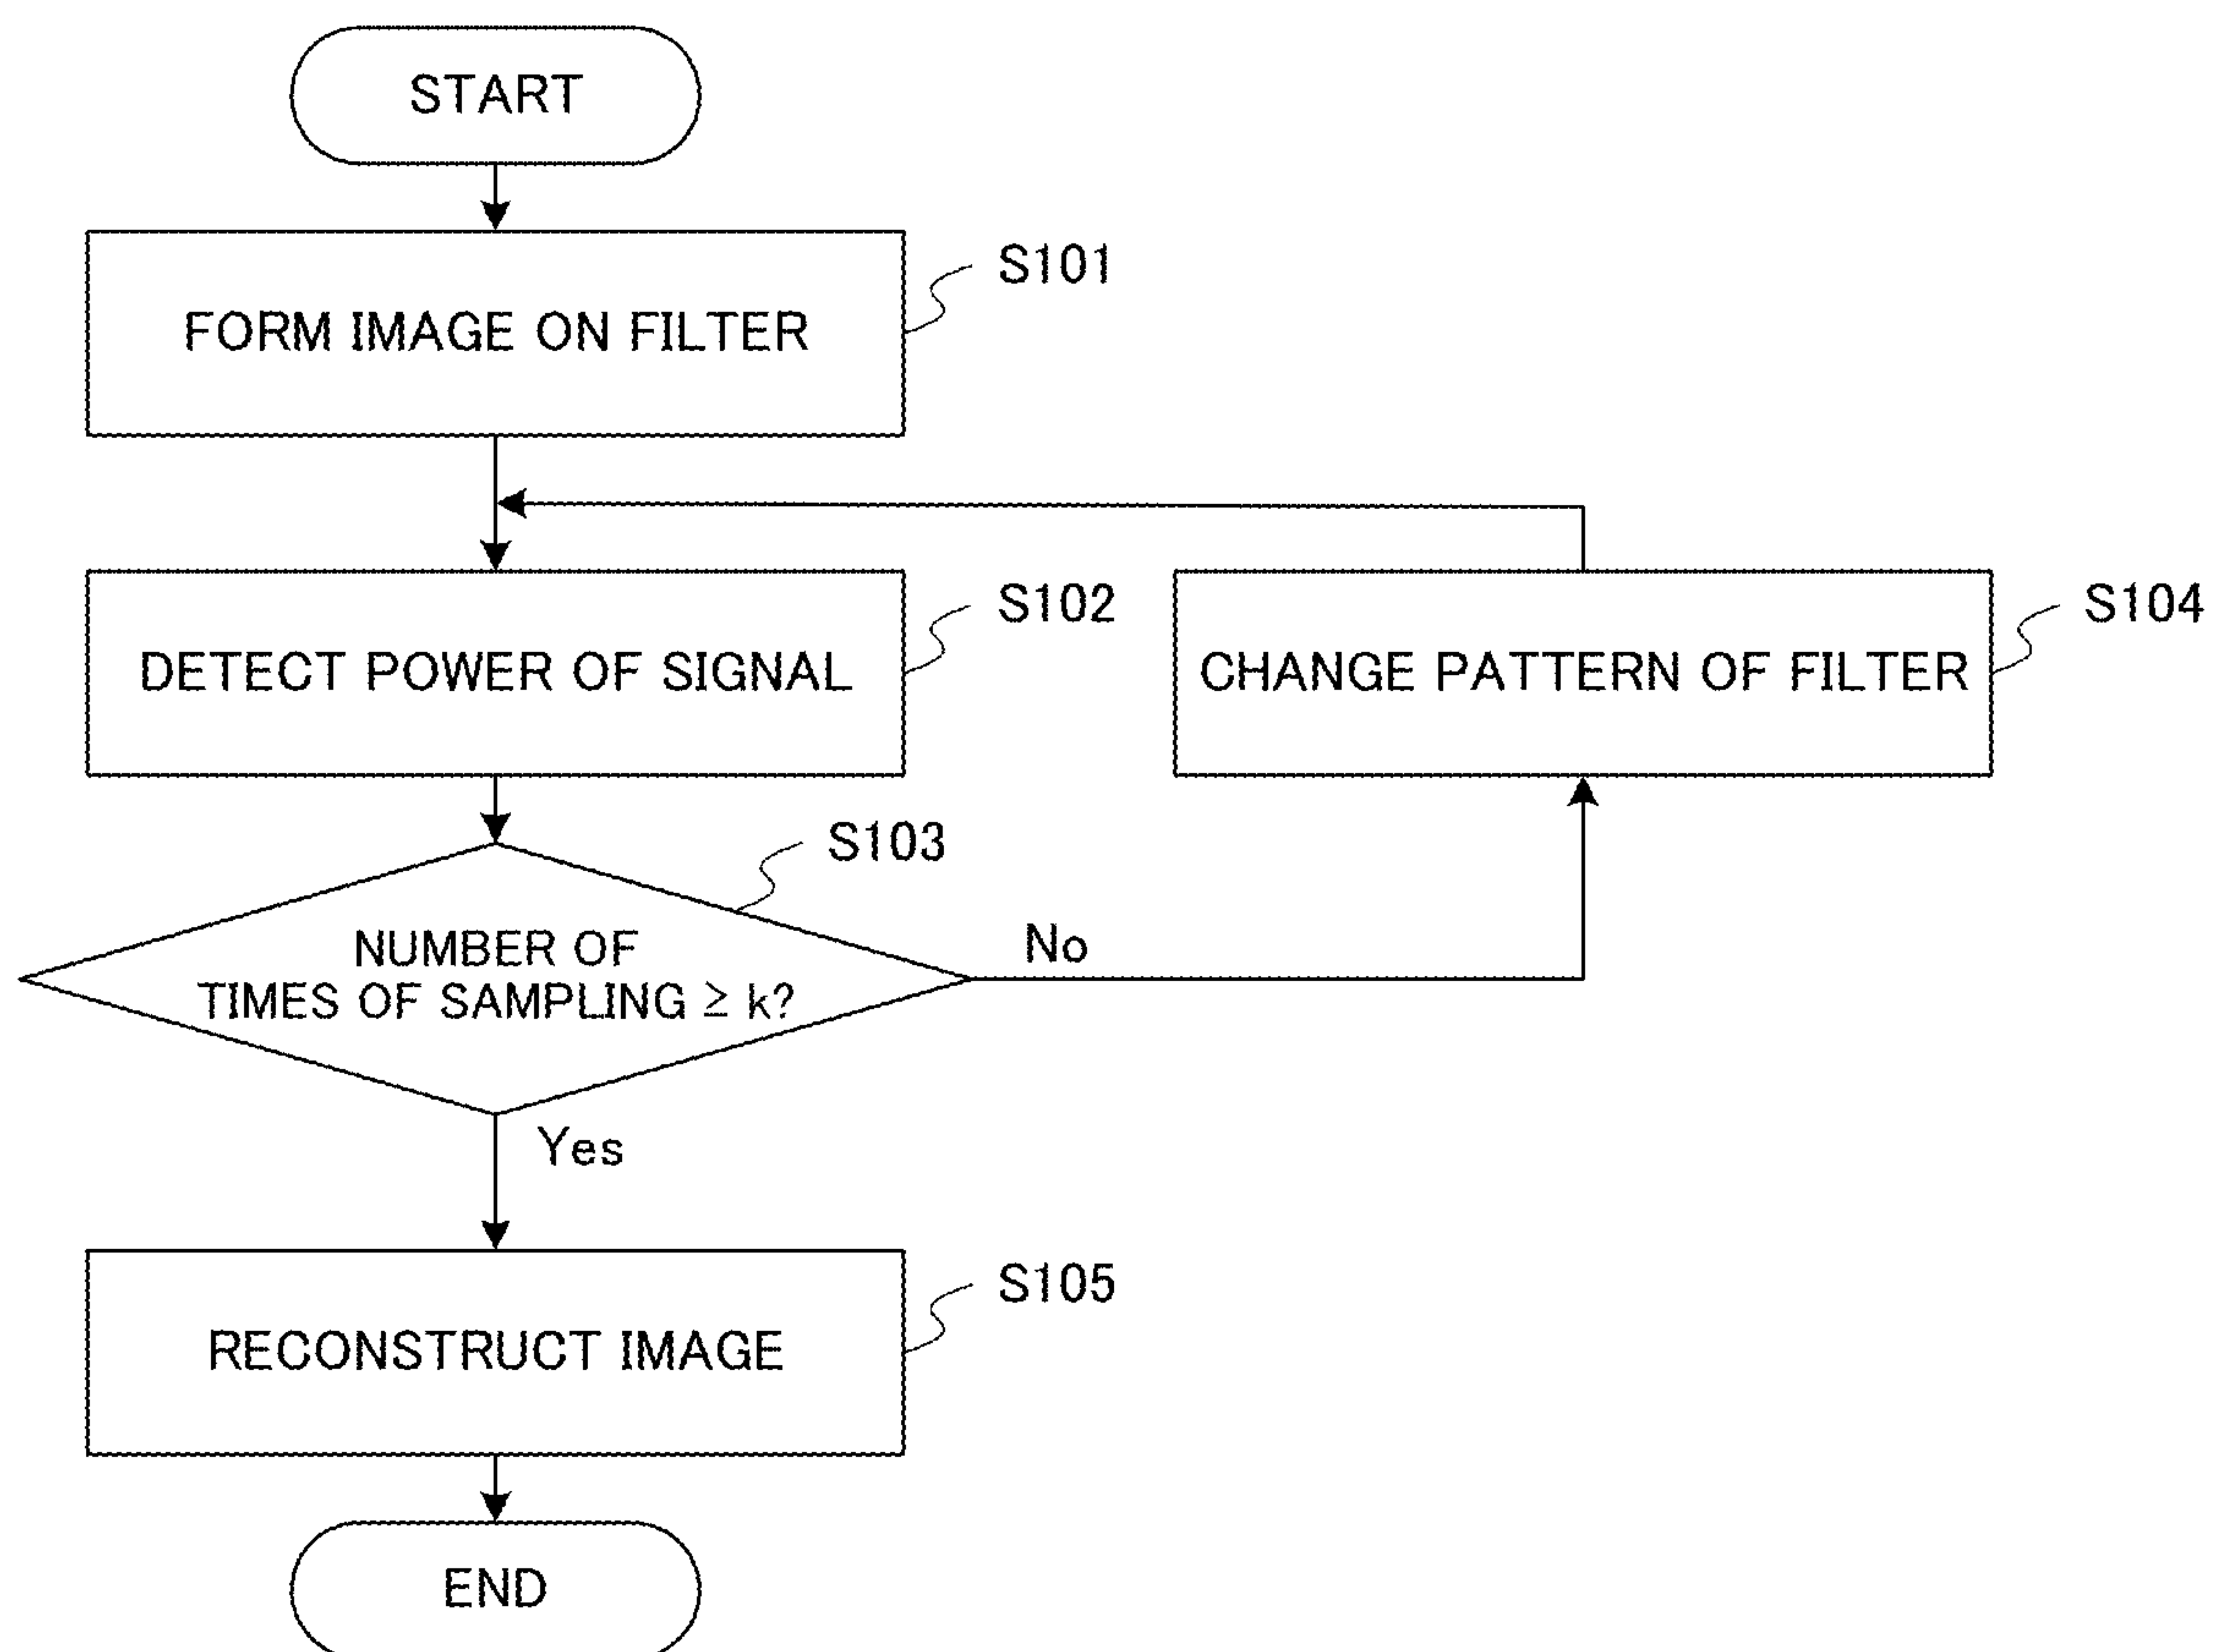 START
FORM IMAGE ON FILTER
S101
DETECT POWER OF SIGNAL
S102
CHANGE PATTERN OF FILTER
S104
S103
NUMBER OF
TIMES OF SAMPLING ≥ k?
No
Yes
RECONSTRUCT IMAGE
S105
END